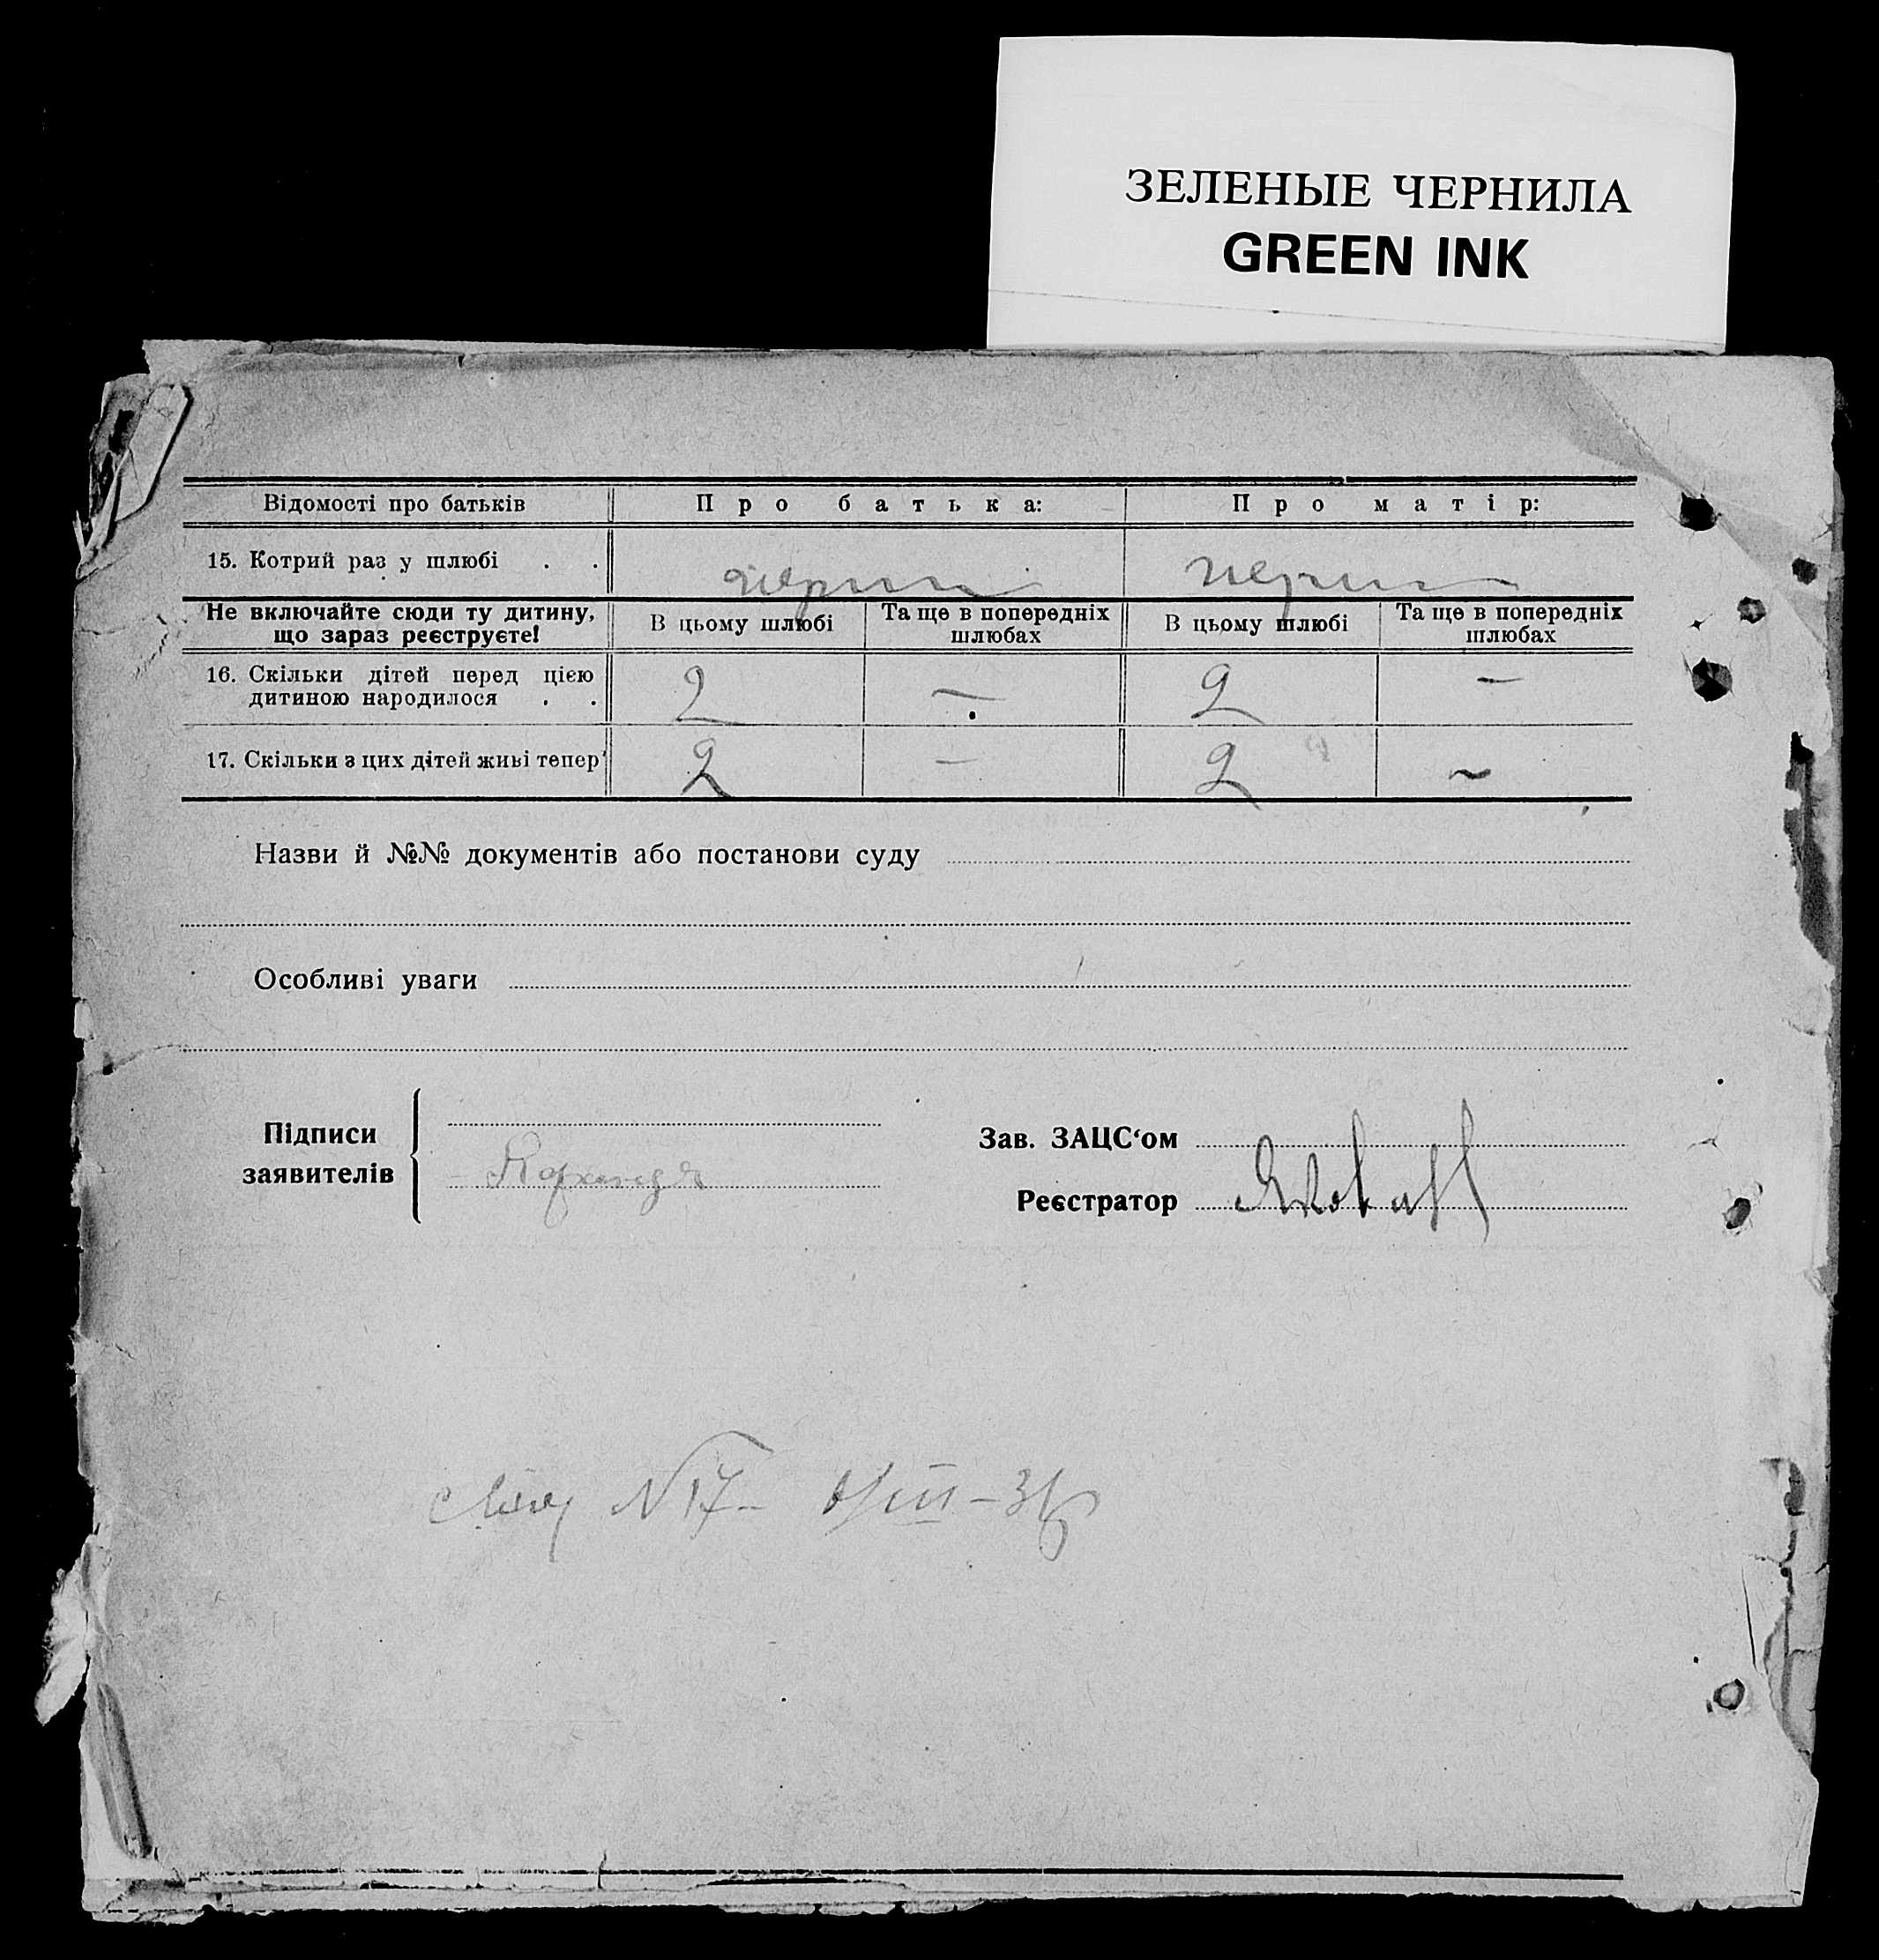 ЗЕЛЕНЫЕ ЧЕРНИЛА
GREEN INK
Відомості про батьків Про батька: Про матір:
15. Котрий раз у шлюбі . .
Не включайте сюди ту дитину, що зараз реєструєте! В цьому шлюбі Та ще в попередніх шлюбах В цьому шлюбі Та ще в попередніх шлюбах
16. Скільки дітей перед цією дитиною народилося . . 2 — 2 —
17. Скільки з цих дітей живі тепер 2 — 2 ~
Назви й №№ документів або постанови суду
Особливі уваги
Підписи заявителів
Зав. ЗАЦС‘ом
Реєстратор
N 17